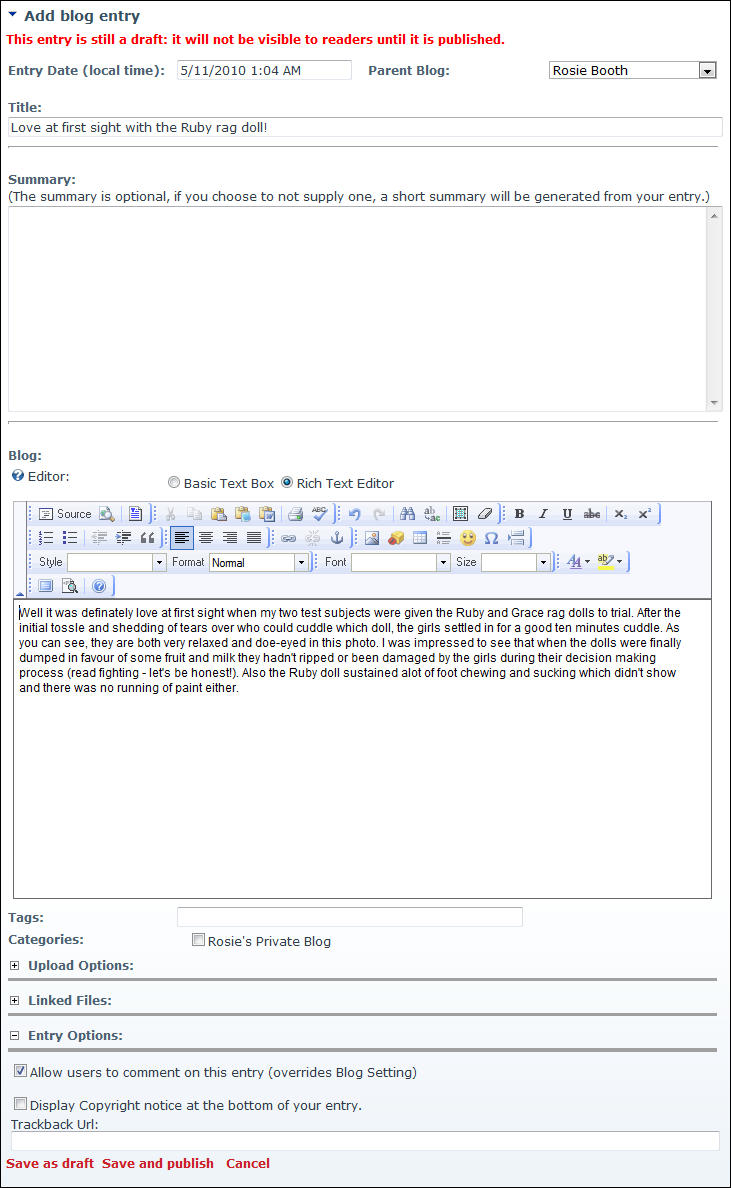 Add blog entry
This entry is still a draft: it will not be visible to readers until it is published.
Entry Date (local time): 5/11/2010 1:04 AM Parent Blog: Rosie Booth
Title:
Love at first sight with the Ruby rag doll!
Summary:
(The summary is optional, if you choose to not supply one, a short summary will be generated from your entry.)
Blog:
Editor: Basic Text Box Rich Text Editor
Source ABC ab ac B I U abc X₂ X²
Style Format Normal Font Size A ab
Well it was definately love at first sight when my two test subjects were given the Ruby and Grace rag dolls to trial. After the
initial tossle and shedding of tears over who could cuddle which doll, the girls settled in for a good ten minutes cuddle. As
you can see, they are both very relaxed and doe-eyed in this photo. I was impressed to see that when the dolls were finally
dumped in favour of some fruit and milk they hadn't ripped or been damaged by the girls during their decision making
process (read fighting - let's be honest!). Also the Ruby doll sustained alot of foot chewing and sucking which didn't show
and there was no running of paint either.
Tags:
Categories: Rosie's Private Blog
Upload Options:
Linked Files:
Entry Options:
Allow users to comment on this entry (overrides Blog Setting)
Display Copyright notice at the bottom of your entry.
Trackback Url:
Save as draft Save and publish Cancel